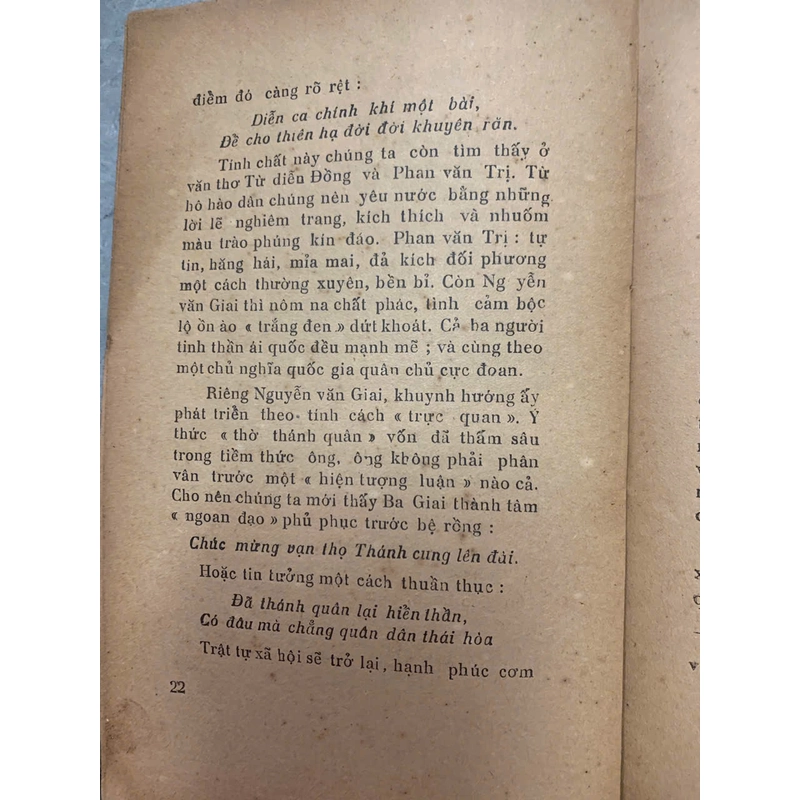 điểm đó càng rõ rệt :
Diễn ca chính khí một bài,
Để cho thiên hạ đời đời khuyên răn.
Tính chất này chúng ta còn tìm thấy ở
văn thơ Từ diễn Đồng và Phan văn Trị. Từ
hô hào dân chúng nên yêu nước bằng những
lời lẽ nghiêm trang, kích thích và nhuốm
màu trào phúng kín đáo. Phan văn Trị : tự
tin, hăng hái, mỉa mai, đả kích đối phương
một cách thường xuyên, bền bỉ. Còn Ng yễn
văn Giai thì nôm na chất phác, tình cảm bộc
lộ ồn ào « trắng đen » dứt khoát. Cả ba người
tinh thần ái quốc đều mạnh mẽ ; và cùng theo
một chủ nghĩa quốc gia quân chủ cực đoan.
Riêng Nguyễn văn Giai, khuynh hướng ấy
phát triển theo tính cách « trực quan ». Ý
thức « thờ thánh quân » vốn đã thấm sâu
trong tiềm thức ông, ông không phải phân
vân trước một « hiện tượng luận » nào cả.
Cho nên chúng ta mới thấy Ba Giai thành tâm
« ngoan đạo » phủ phục trước bệ rồng :
Chúc mừng vạn thọ Thánh cung lên đài.
Hoặc tin tưởng một cách thuần thục :
Đã thánh quân lại hiền thần,
Có đâu mà chẳng quân dân thái hòa
Trật tự xã hội sẽ trở lại, hạnh phúc cơm
22